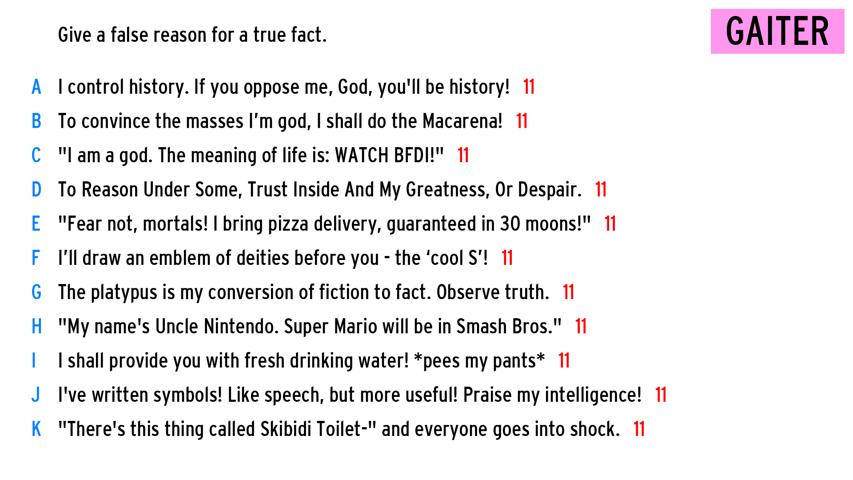 Give a false reason for a true fact.
GAITER
A I control history. If you oppose me, God, you'll be history! 11
B To convince the masses I’m god, I shall do the Macarena! 11
C "I am a god. The meaning of life is: WATCH BFDI!" 11
D To Reason Under Some, Trust Inside And My Greatness, Or Despair. 11
E "Fear not, mortals! I bring pizza delivery, guaranteed in 30 moons!" 11
F I’ll draw an emblem of deities before you - the ‘cool S’! 11
G The platypus is my conversion of fiction to fact. Observe truth. 11
H "My name's Uncle Nintendo. Super Mario will be in Smash Bros." 11
I I shall provide you with fresh drinking water! *pees my pants* 11
J I've written symbols! Like speech, but more useful! Praise my intelligence! 11
K "There's this thing called Skibidi Toilet-" and everyone goes into shock. 11